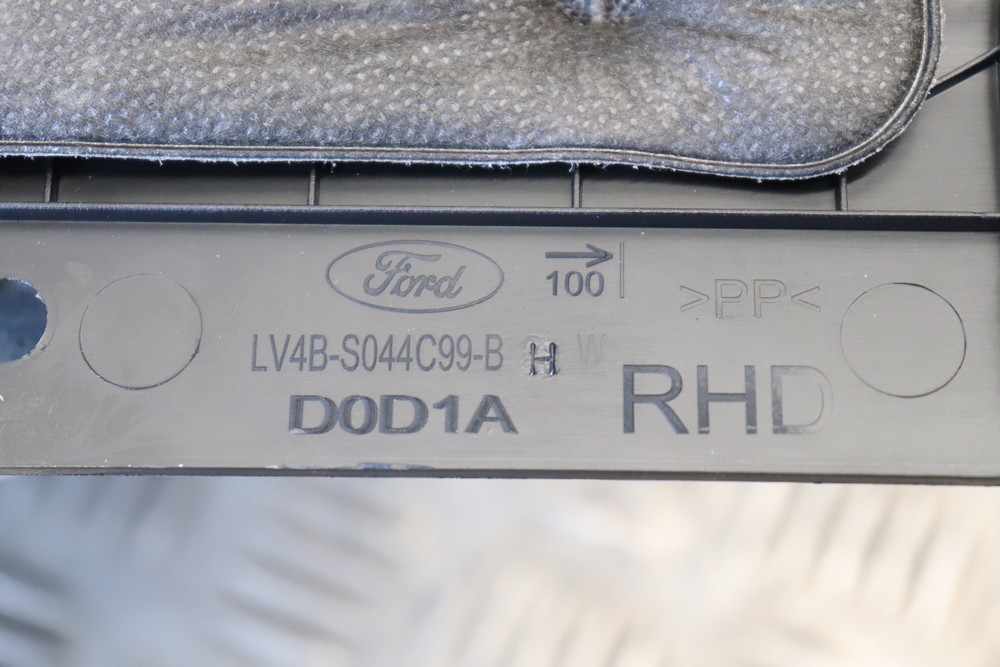 Ford
100
>PP<
LV4B-S044C99-B H W
D0D1A
RHD